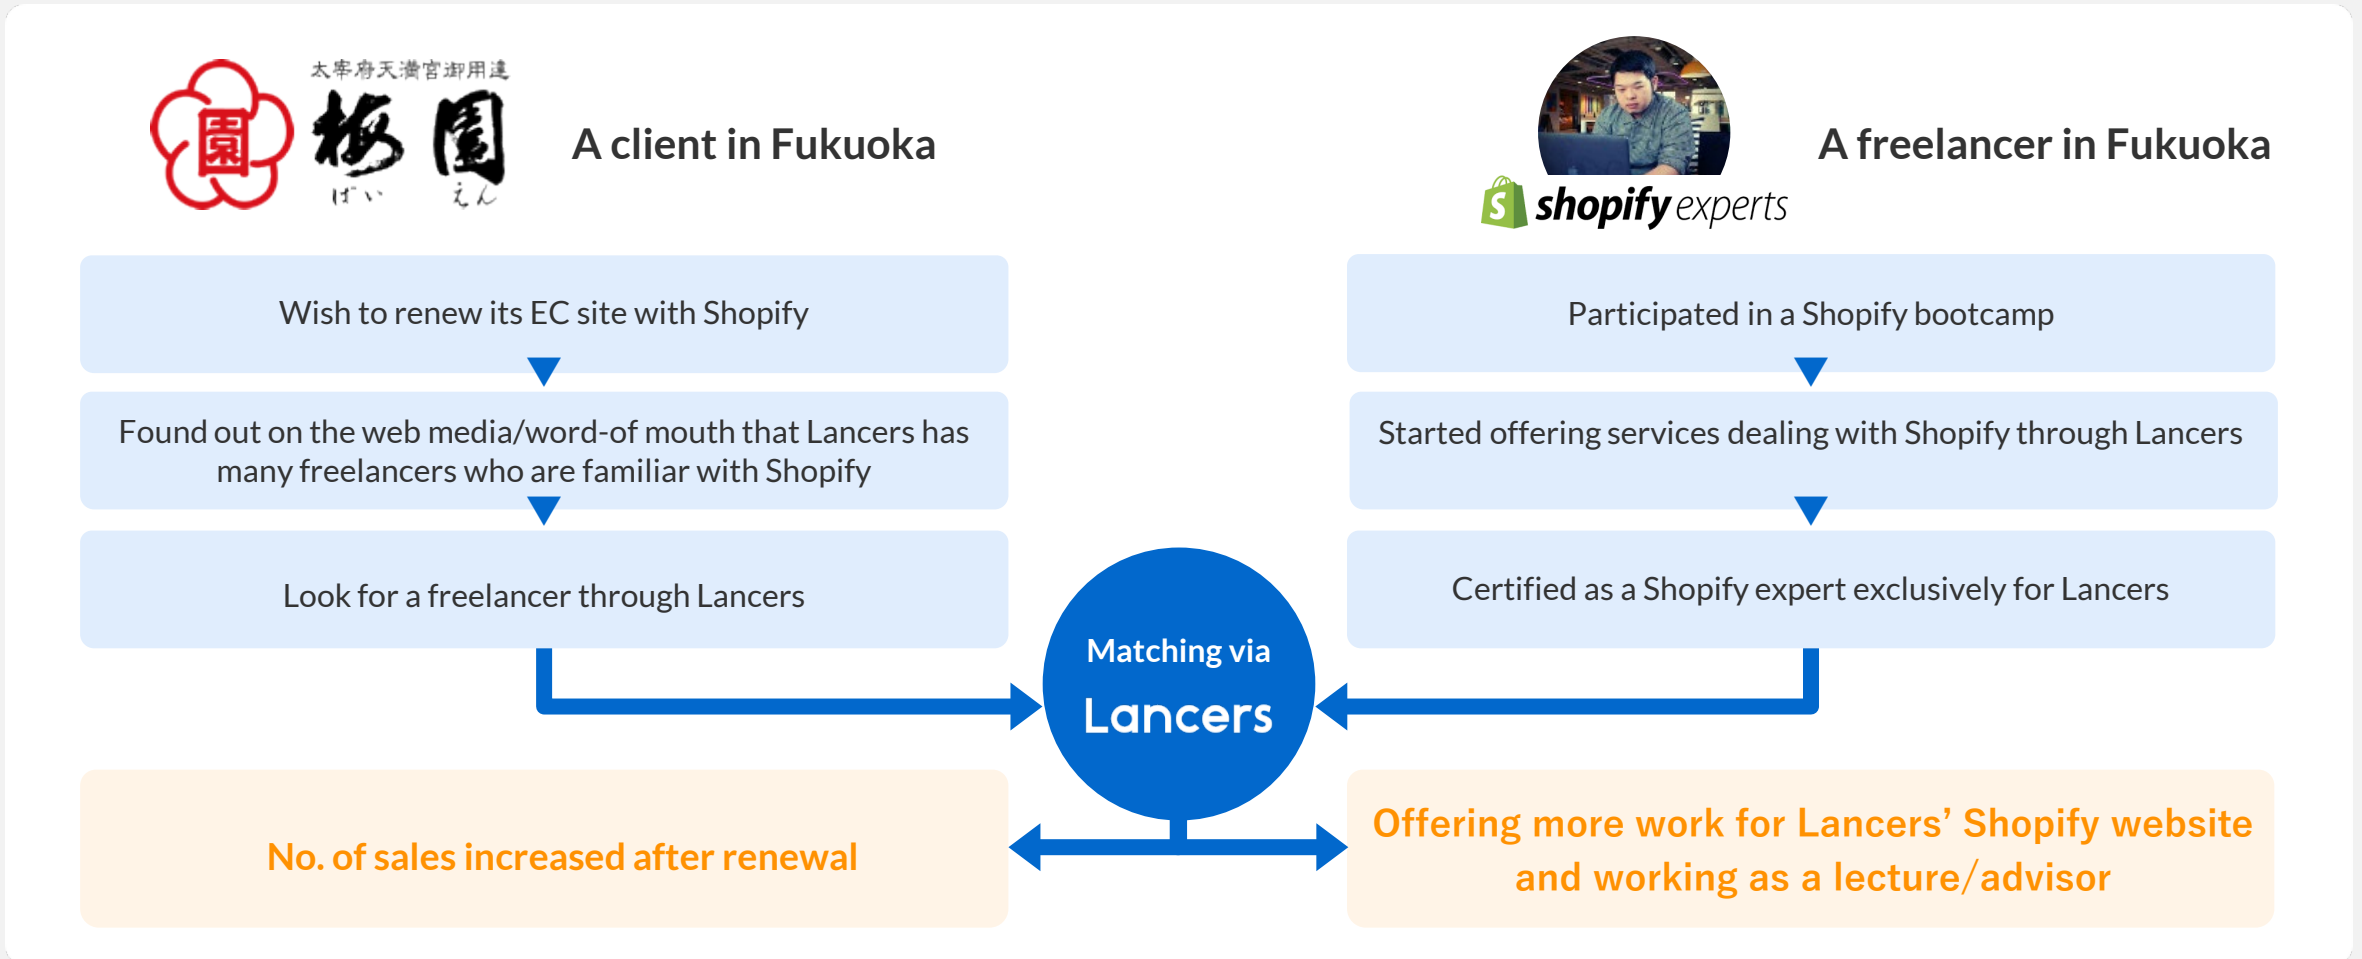 太宰府天満宮御用達
園
梅園
ばい えん
A client in Fukuoka
A freelancer in Fukuoka
S
shopify experts
Wish to renew its EC site with Shopify
Found out on the web media/word-of mouth that Lancers has
many freelancers who are familiar with Shopify
Look for a freelancer through Lancers
Participated in a Shopify bootcamp
Started offering services dealing with Shopify through Lancers
Certified as a Shopify expert exclusively for Lancers
Matching via
Lancers
No. of sales increased after renewal
Offering more work for Lancers’ Shopify website
and working as a lecture/advisor